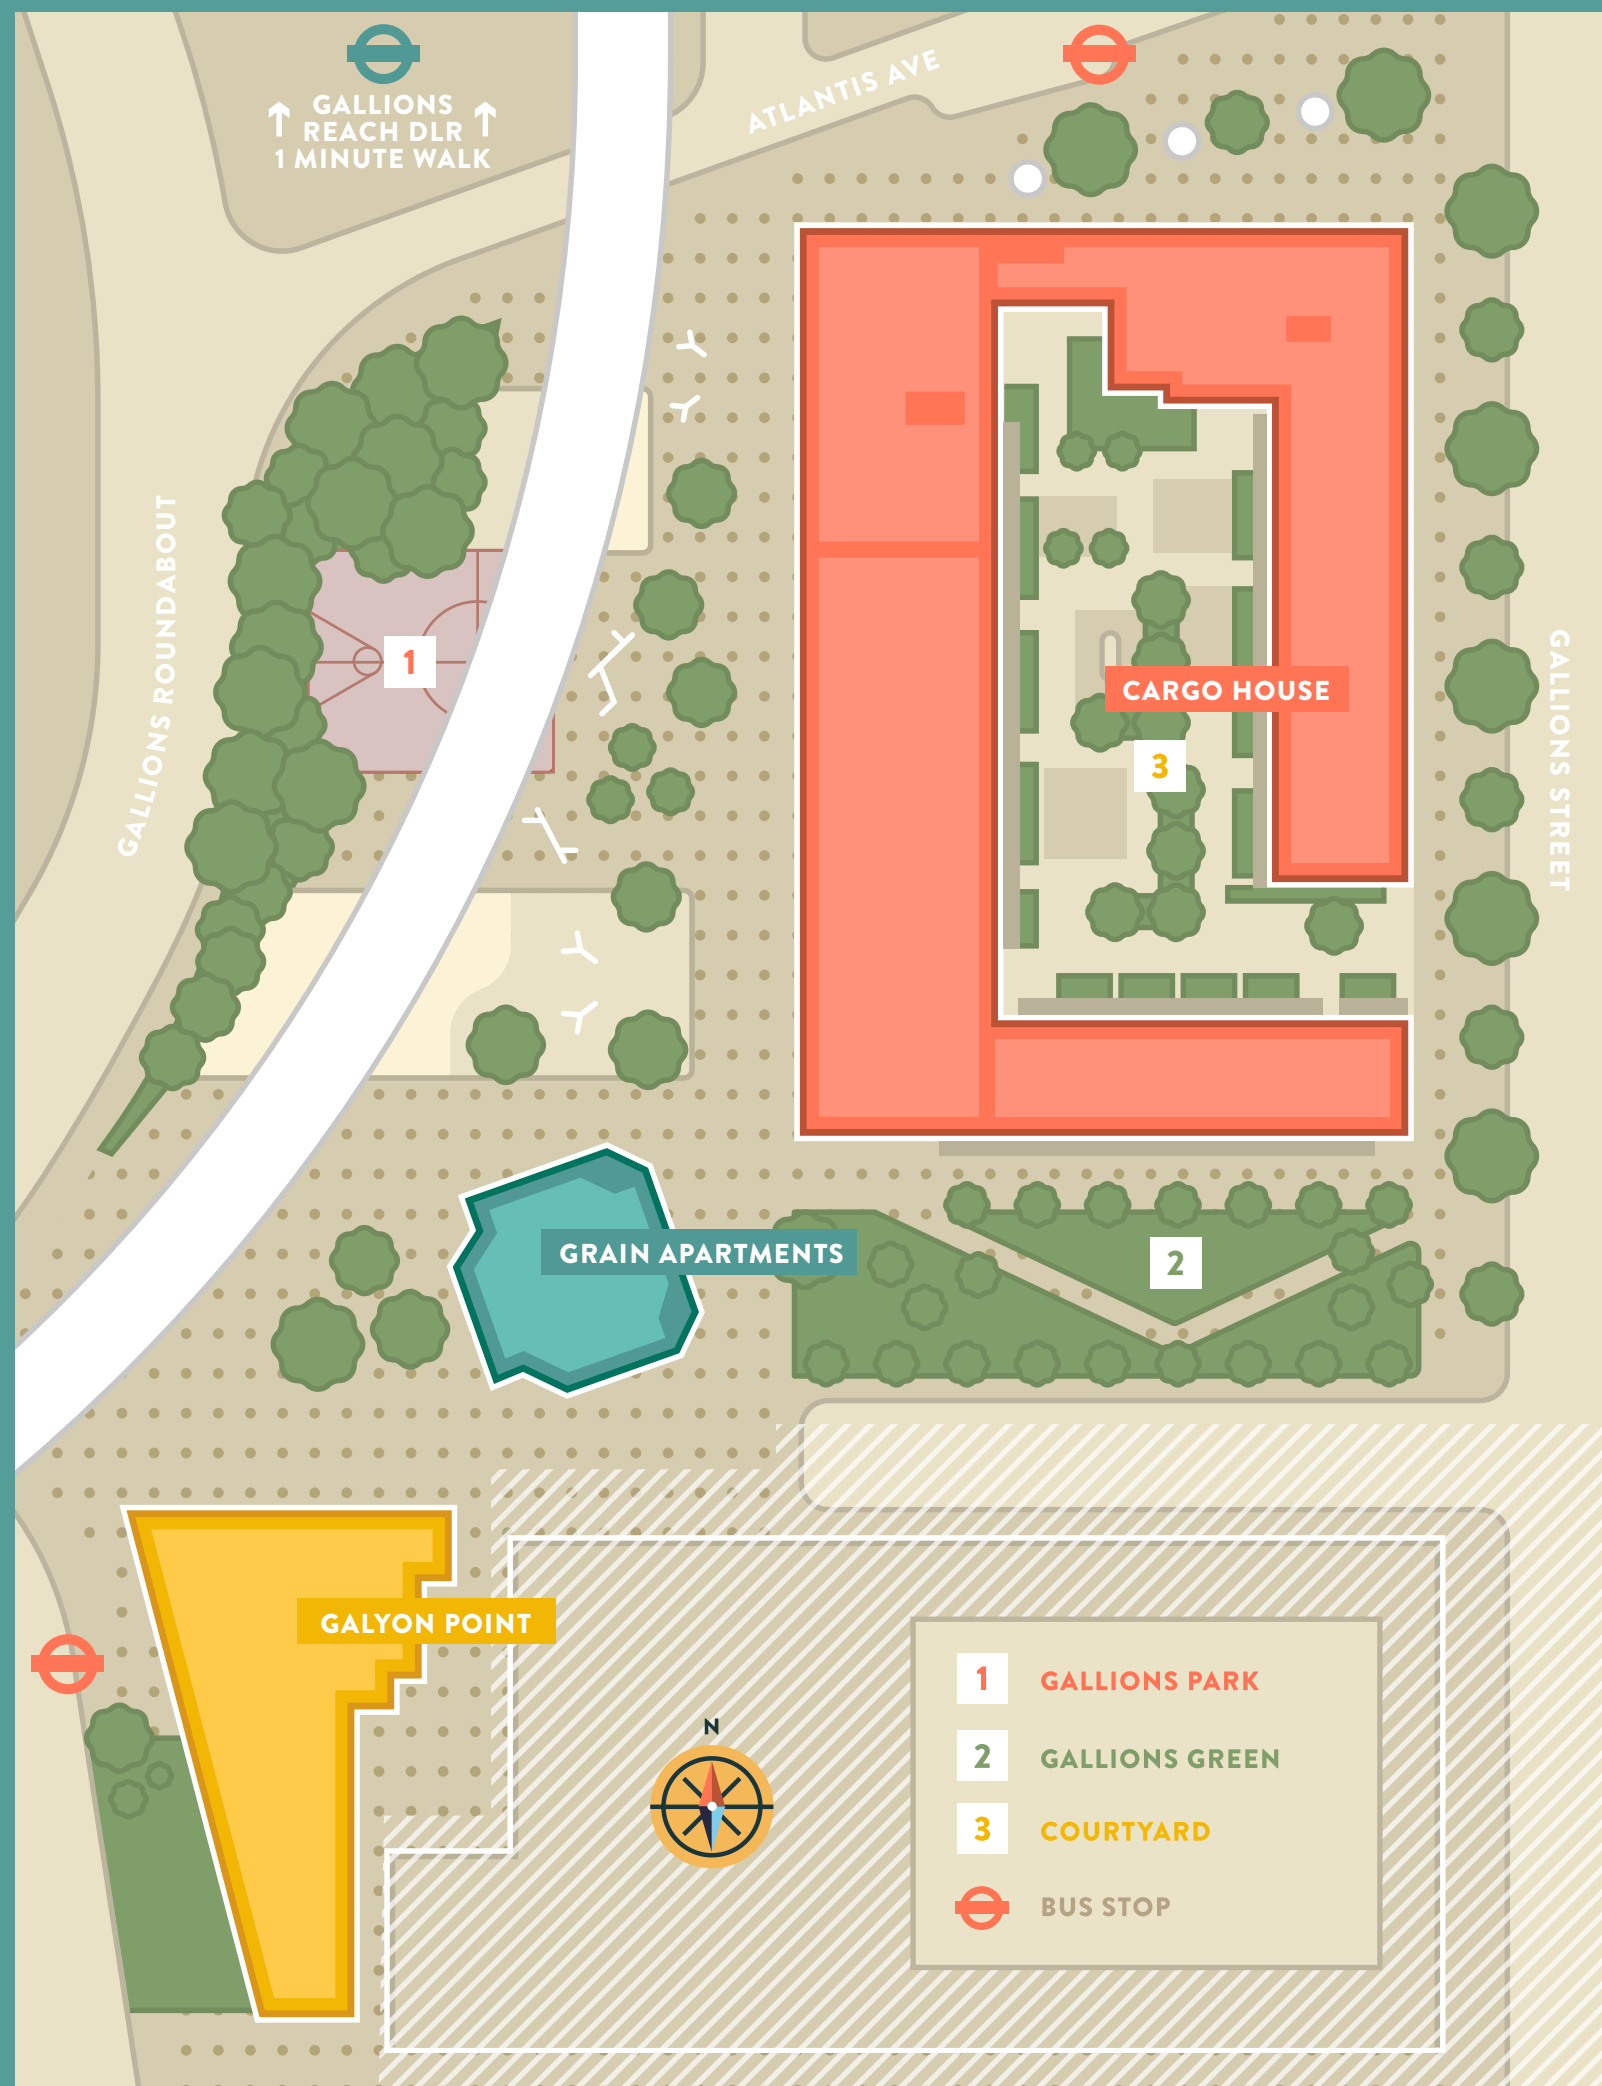 GALLIONS
REACH DLR
1 MINUTE WALK
ATLANTIS AVE
GALLIONS ROUNDABOUT
1
CARGO HOUSE
3
GALLIONS STREET
GRAIN APARTMENTS
2
GALYON POINT
N
1 GALLIONS PARK
2 GALLIONS GREEN
3 COURTYARD
BUS STOP